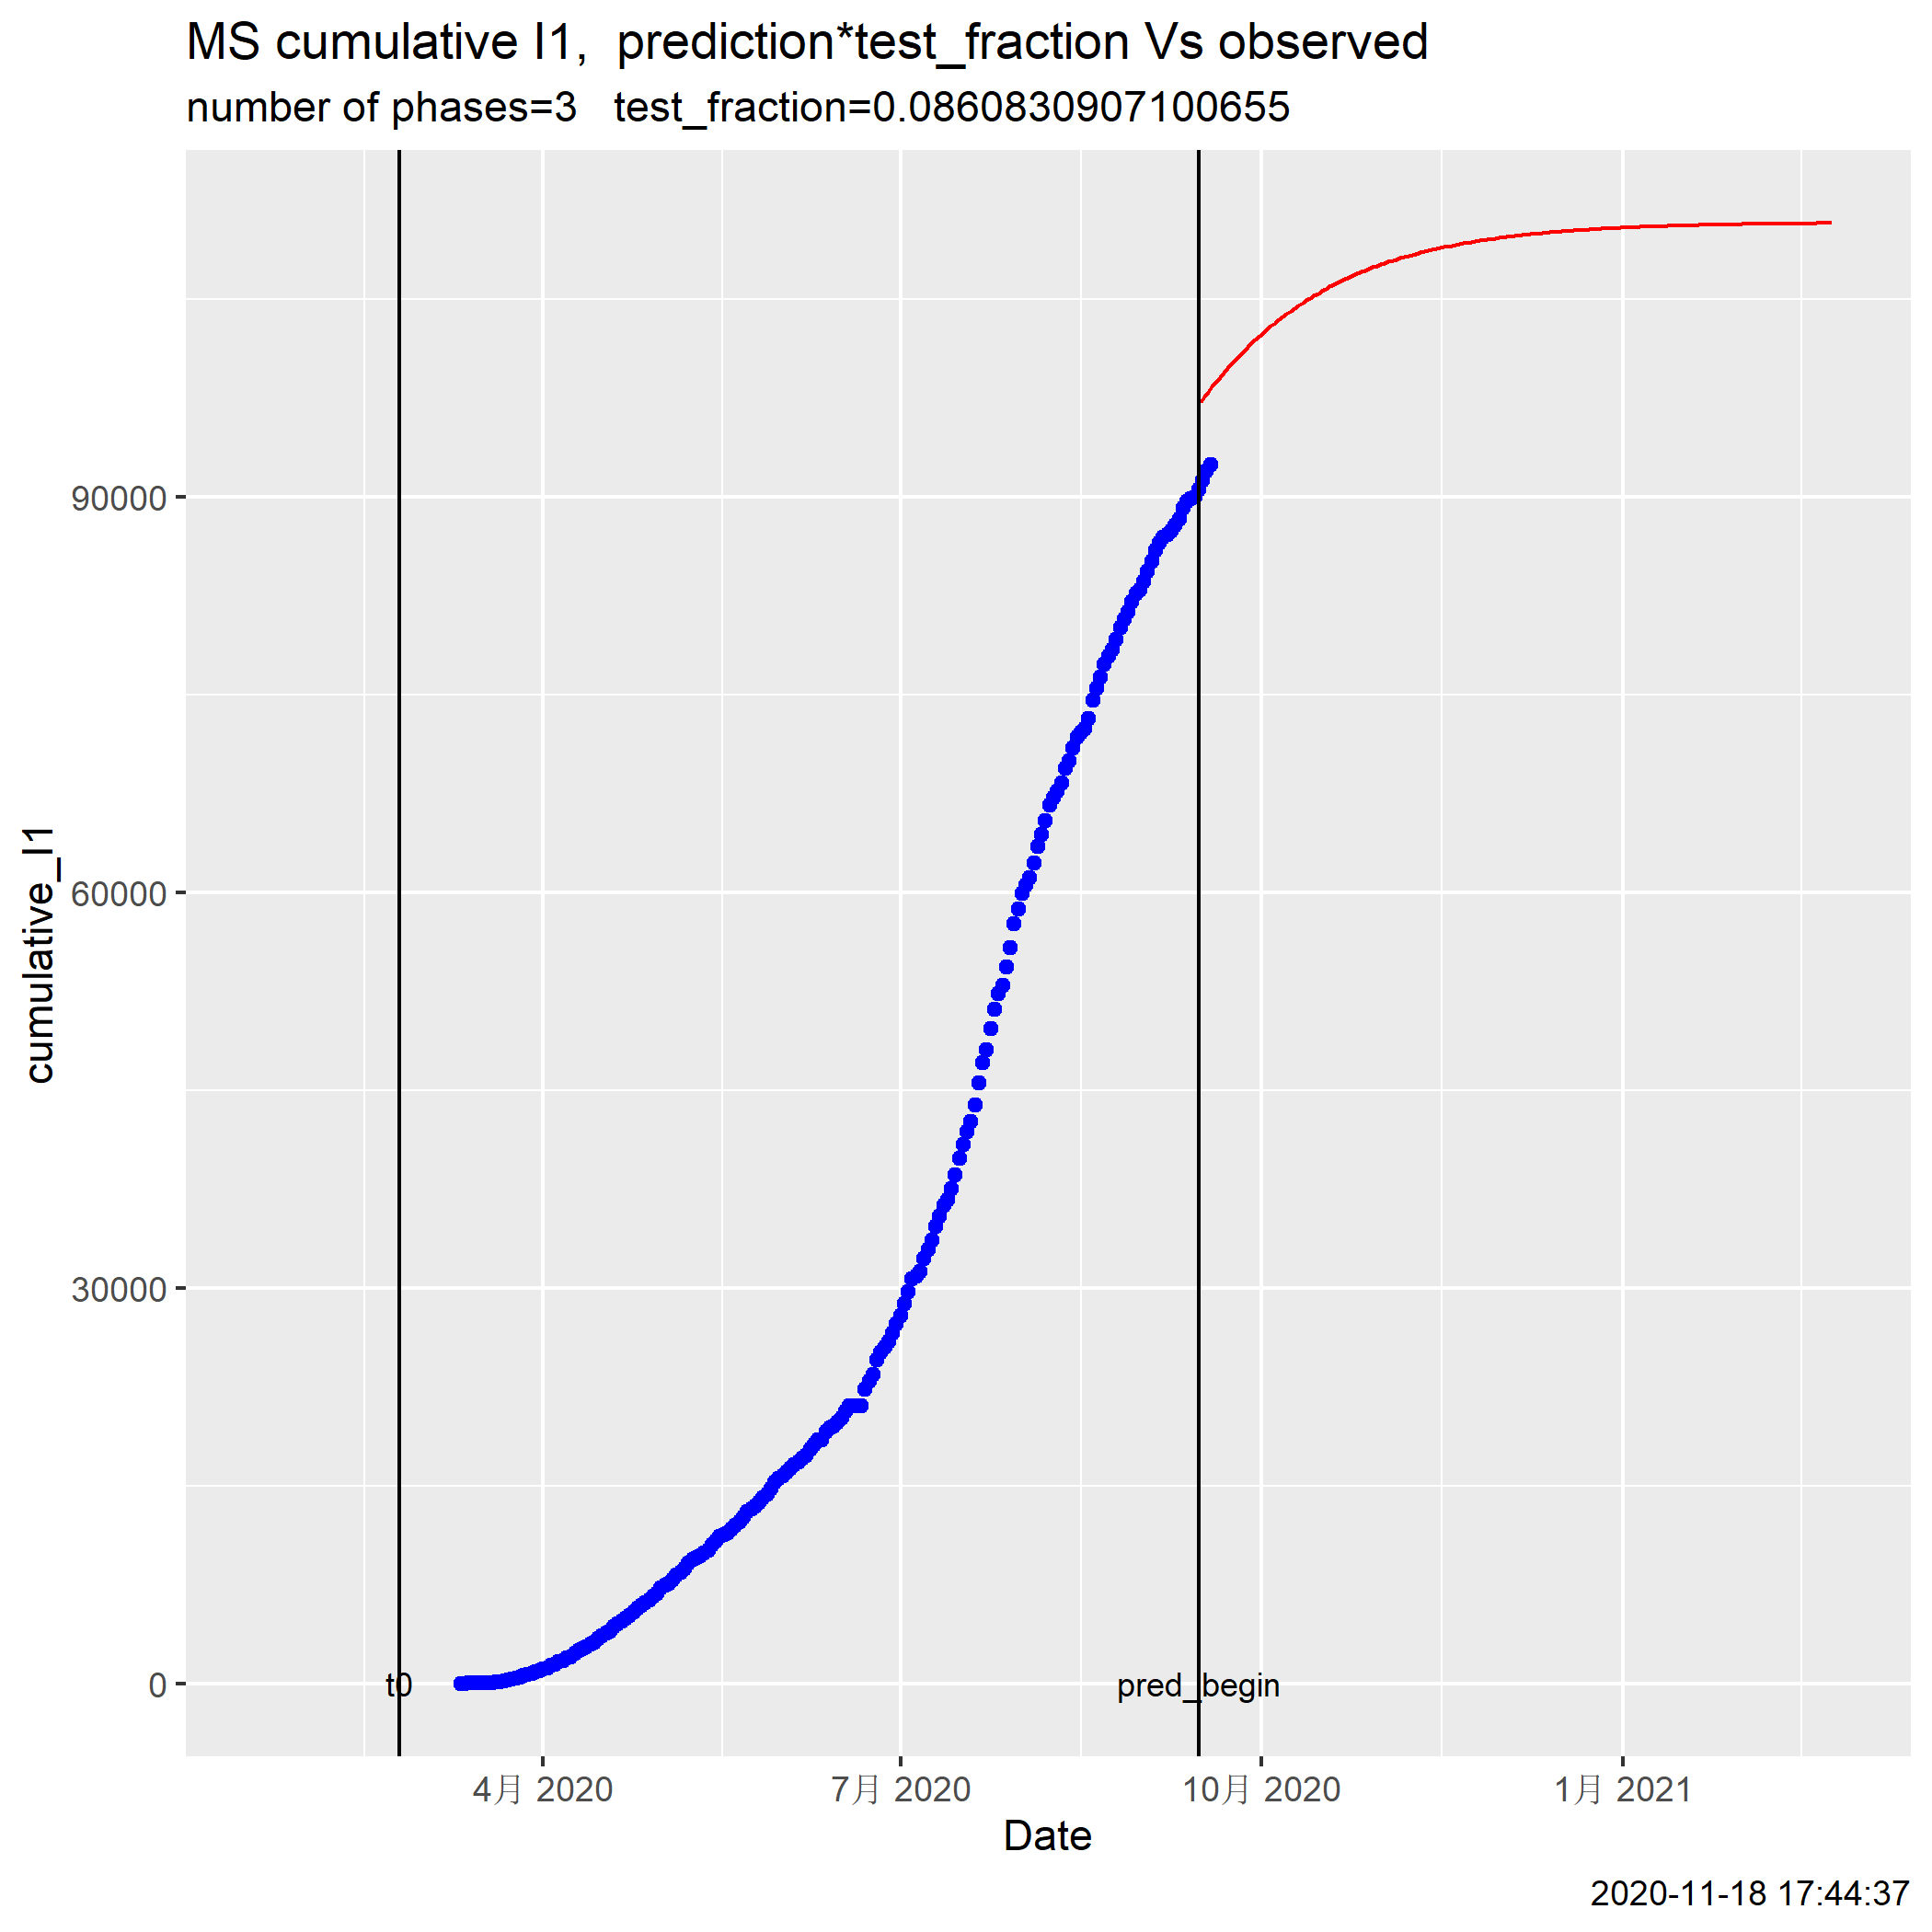 MS cumulative I1,  prediction*test_fraction Vs observed
number of phases=3   test_fraction=0.0860830907100655
cumulative_I1
90000
60000
30000
0
t0
pred_begin
4月 2020
7月 2020
10月 2020
1月 2021
Date
2020-11-18 17:44:37